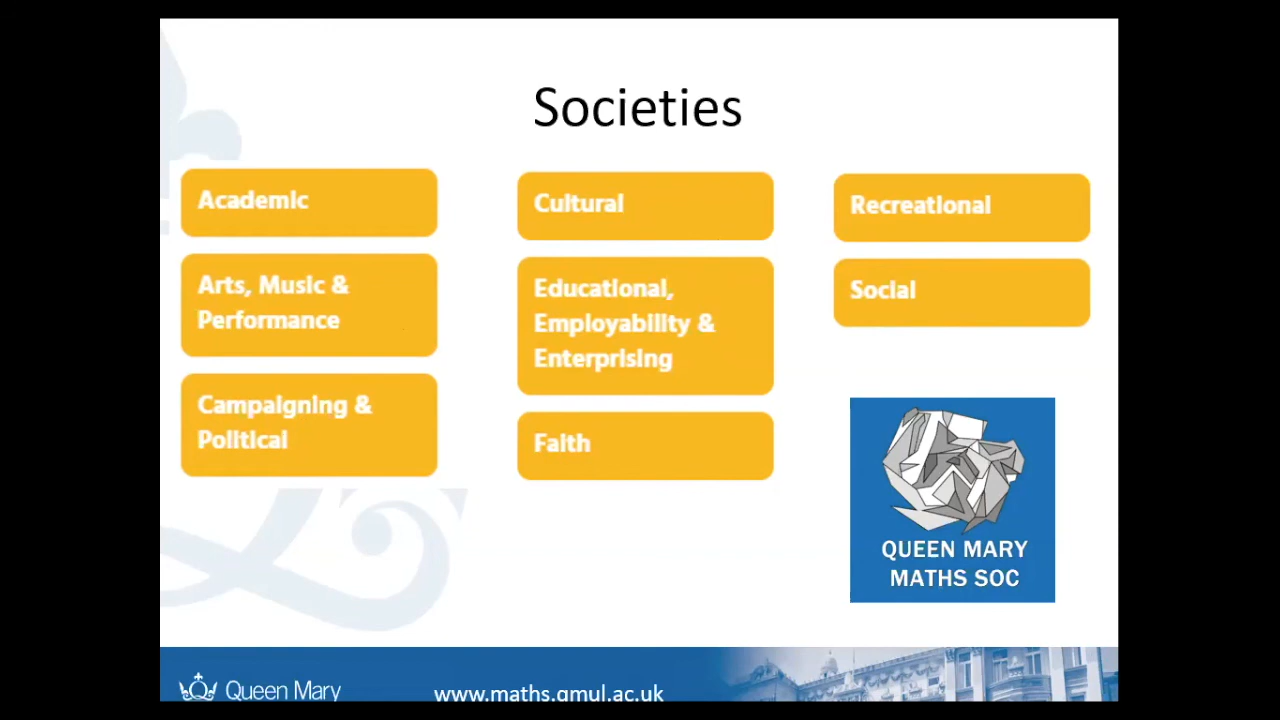 Societies
Academic
Arts, Music &
Performance
Campaigning &
Political
Cultural
Educational,
Employability &
Enterprising
Faith
Recreational
Social
QUEEN MARY
MATHS SOC
Queen Mary
www.maths.qmul.ac.uk